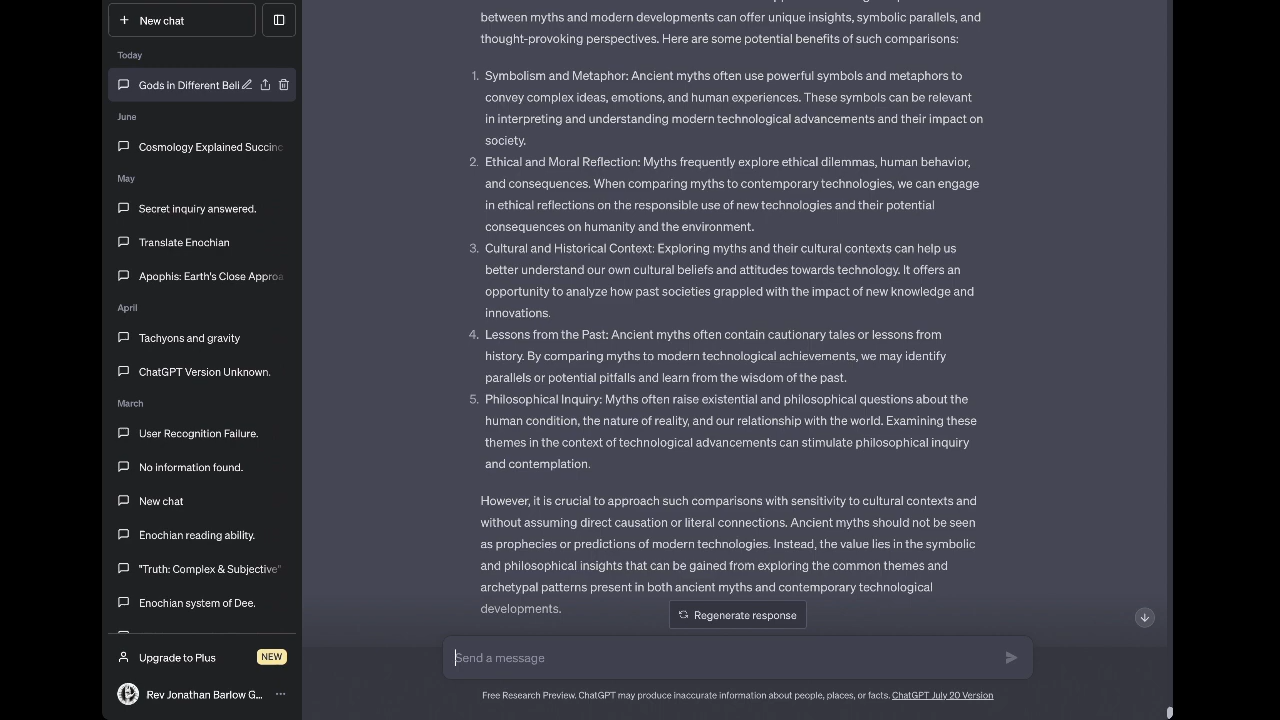 New chat
Today
Gods in Different Beli
June
Cosmology Explained Succinc
May
Secret inquiry answered.
Translate Enochian
Apophis: Earth's Close Approa
April
Tachyons and gravity
ChatGPT Version Unknown.
March
User Recognition Failure.
No information found.
New chat
Enochian reading ability.
"Truth: Complex & Subjective"
Enochian system of Dee.
Upgrade to Plus NEW
Rev Jonathan Barlow G...
between myths and modern developments can offer unique insights, symbolic parallels, and
thought-provoking perspectives. Here are some potential benefits of such comparisons:
1. Symbolism and Metaphor: Ancient myths often use powerful symbols and metaphors to
convey complex ideas, emotions, and human experiences. These symbols can be relevant
in interpreting and understanding modern technological advancements and their impact on
society.
2. Ethical and Moral Reflection: Myths frequently explore ethical dilemmas, human behavior,
and consequences. When comparing myths to contemporary technologies, we can engage
in ethical reflections on the responsible use of new technologies and their potential
consequences on humanity and the environment.
3. Cultural and Historical Context: Exploring myths and their cultural contexts can help us
better understand our own cultural beliefs and attitudes towards technology. It offers an
opportunity to analyze how past societies grappled with the impact of new knowledge and
innovations.
4. Lessons from the Past: Ancient myths often contain cautionary tales or lessons from
history. By comparing myths to modern technological achievements, we may identify
parallels or potential pitfalls and learn from the wisdom of the past.
5. Philosophical Inquiry: Myths often raise existential and philosophical questions about the
human condition, the nature of reality, and our relationship with the world. Examining these
themes in the context of technological advancements can stimulate philosophical inquiry
and contemplation.
However, it is crucial to approach such comparisons with sensitivity to cultural contexts and
without assuming direct causation or literal connections. Ancient myths should not be seen
as prophecies or predictions of modern technologies. Instead, the value lies in the symbolic
and philosophical insights that can be gained from exploring the common themes and
archetypal patterns present in both ancient myths and contemporary technological
developments.
Regenerate response
Send a message
Free Research Preview. ChatGPT may produce inaccurate information about people, places, or facts. ChatGPT July 20 Version